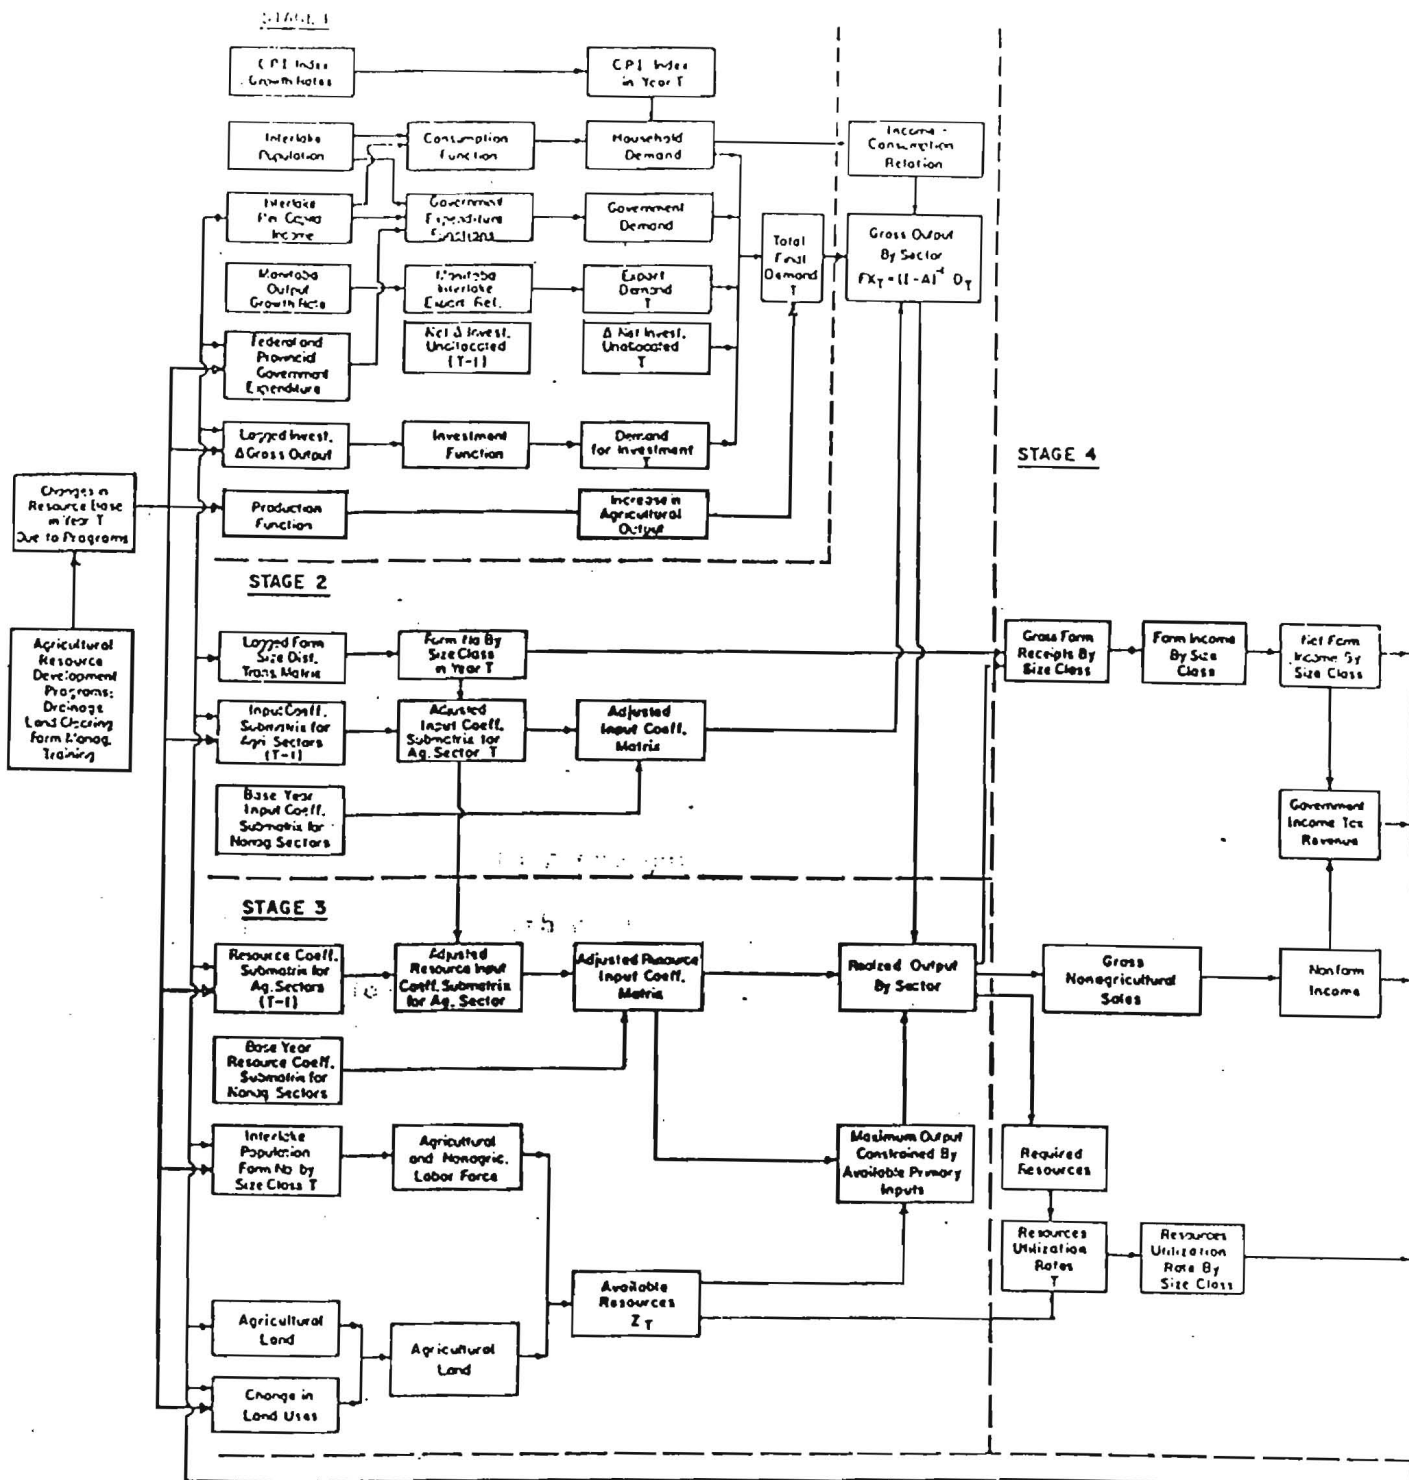 STAGE 1
C.P.I. Index
Growth Rates
C.P.I. Index
in Year T
Interlake
Population
Consumption
Function
Household
Demand
Income -
Consumption
Relation
Interlake
Per Capita
Income
Government
Expenditure
Functions
Government
Demand
Total
Final
Demand
T
Gross Output
By Sector
FX_T = (I - A)^-1 D_T
Manitoba
Output
Growth Rate
Manitoba
Interlake
Export Rel.
Export
Demand
T
Federal and
Provincial
Government
Expenditure
Net Δ Invest.
Unallocated
(T-1)
Δ Net Invest.
Unallocated
T
Lagged Invest.
Δ Gross Output
Investment
Function
Demand
for Investment
T
Production
Function
Increase in
Agricultural
Output
Changes in
Resource Base
in Year T
Due to Programs
Agricultural
Resource
Development
Programs:
Drainage
Land Clearing
Farm Manag.
Training
STAGE 2
Lagged Farm
Size Dist.
Trans. Matrix
Farm No By
Size Class
in Year T
Input Coeff.
Submatrix for
Agri Sectors
(T-1)
Adjusted
Input Coeff.
Submatrix for
Ag. Sector T
Adjusted
Input Coeff.
Matrix
Base Year
Input Coeff.
Submatrix for
Nonag Sectors
STAGE 3
Resource Coeff.
Submatrix for
Ag. Sectors
(T-1)
Adjusted
Resource Input
Coeff. Submatrix
for Ag. Sector
Adjusted Resource
Input Coeff.
Matrix
Realized Output
By Sector
Base Year
Resource Coeff.
Submatrix for
Nonag Sectors
Interlake
Population
Farm No by
Size Class T
Agricultural
and Nonagric.
Labor Force
Maximum Output
Constrained By
Available Primary
Inputs
Available
Resources
Z_T
Agricultural
Land
Change in
Land Uses
Agricultural
Land
STAGE 4
Gross Farm
Receipts By
Size Class
Farm Income
By Size
Class
Net Farm
Income By
Size Class
Government
Income Tax
Revenue
Gross
Nonagricultural
Sales
Nonfarm
Income
Required
Resources
Resources
Utilization
Rates
T
Resources
Utilization
Rate By
Size Class